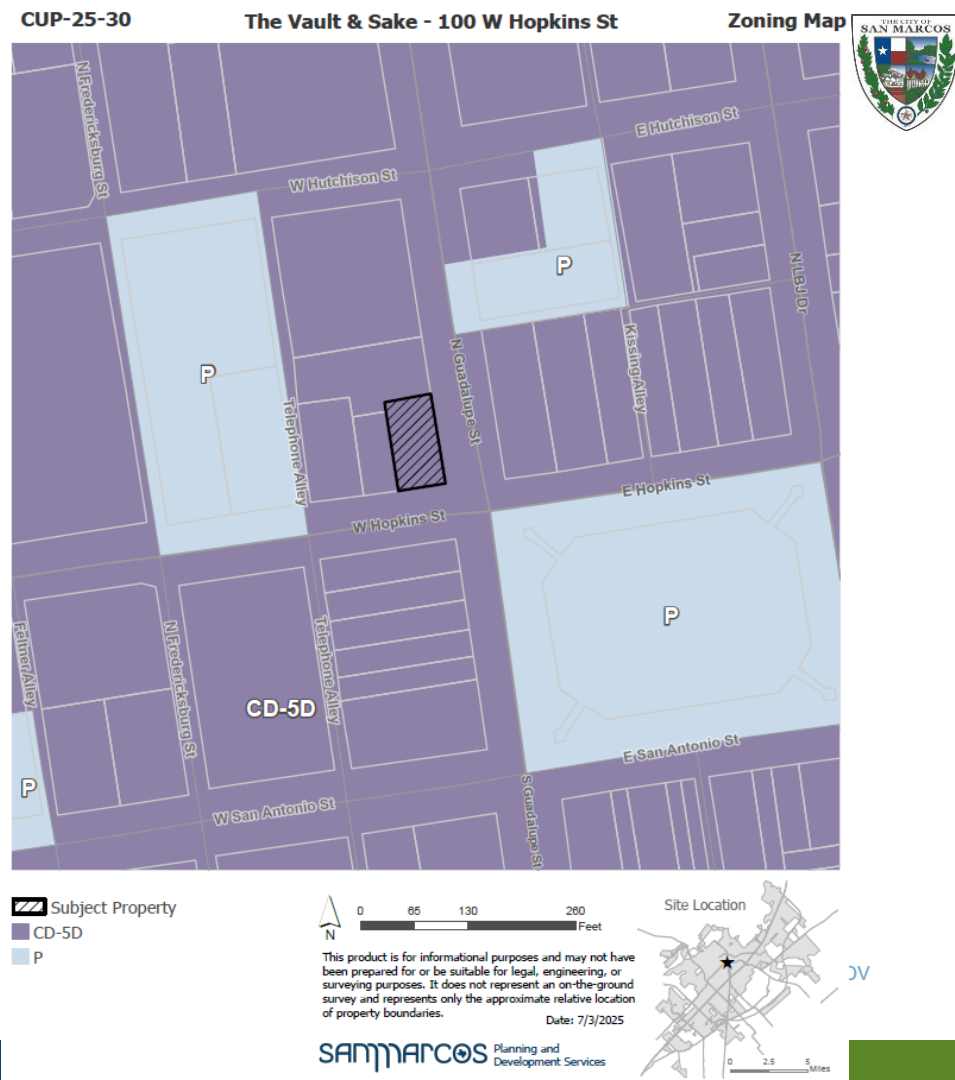 CUP-25-30
The Vault & Sake - 100 W Hopkins St
Zoning Map
THE CITY OF
SAN MARCOS
N Fredericksburg St
E Hutchison St
W Hutchison St
P
N LBJ Dr
P
N Guadalupe St
Kissing Alley
Telephone Alley
E Hopkins St
W Hopkins St
P
Feltner Alley
N Fredericksburg St
Telephone Alley
CD-5D
E San Antonio St
P
W San Antonio St
S Guadalupe St
Subject Property
CD-5D
P
N
0 65 130 260
Feet
This product is for informational purposes and may not have
been prepared for or be suitable for legal, engineering, or
surveying purposes. It does not represent an on-the-ground
survey and represents only the approximate relative location
of property boundaries.
Date: 7/3/2025
SANMARCOS
Planning and
Development Services
Site Location
0 2.5 5
Miles
ov